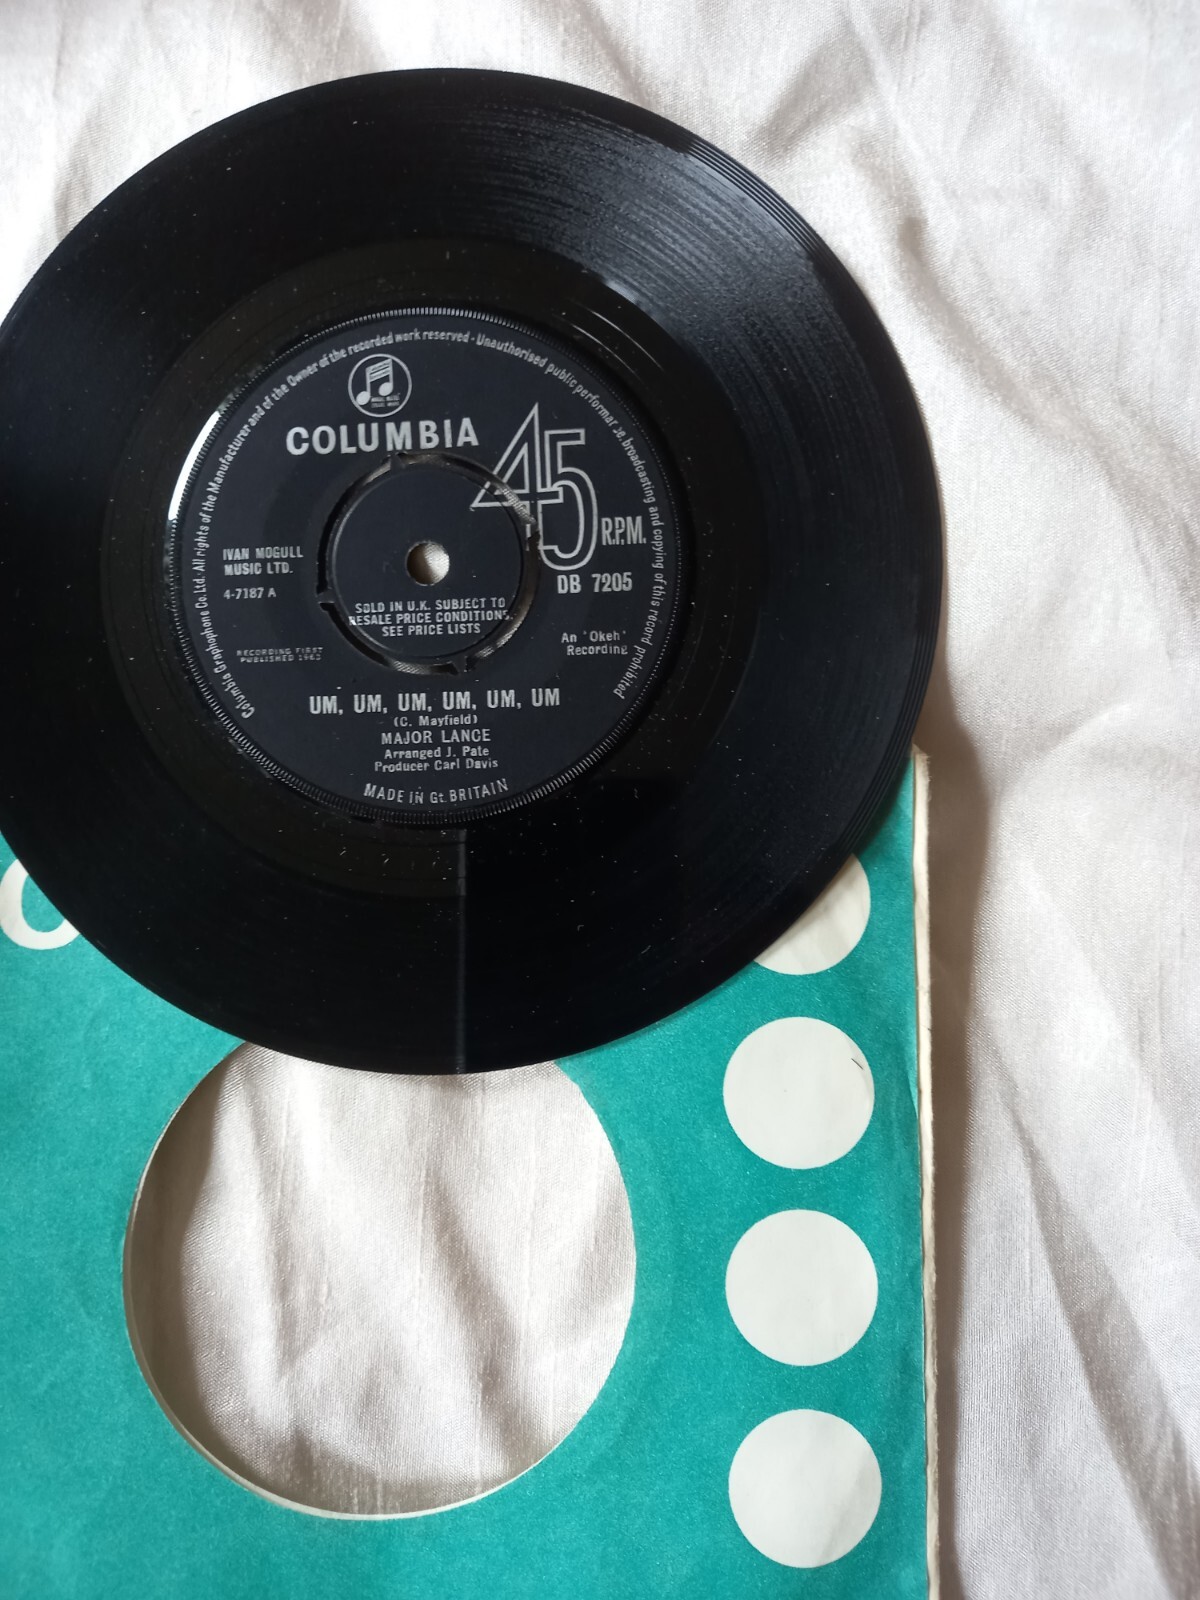 Columbia Graphophone Co. Ltd. All rights of the Manufacturer and of the Owner of the recorded work reserved - Unauthorised public performance, broadcasting and copying of this record prohibited
COLUMBIA
45
R.P.M.
IVAN MOGULL
MUSIC LTD.
4-7187 A
DB 7205
SOLD IN U.K. SUBJECT TO
RESALE PRICE CONDITIONS,
SEE PRICE LISTS
An 'Okeh'
Recording
RECORDING FIRST
PUBLISHED 1963
UM, UM, UM, UM, UM, UM
(C. Mayfield)
MAJOR LANCE
Arranged J. Pate
Producer Carl Davis
MADE IN Gt. BRITAIN